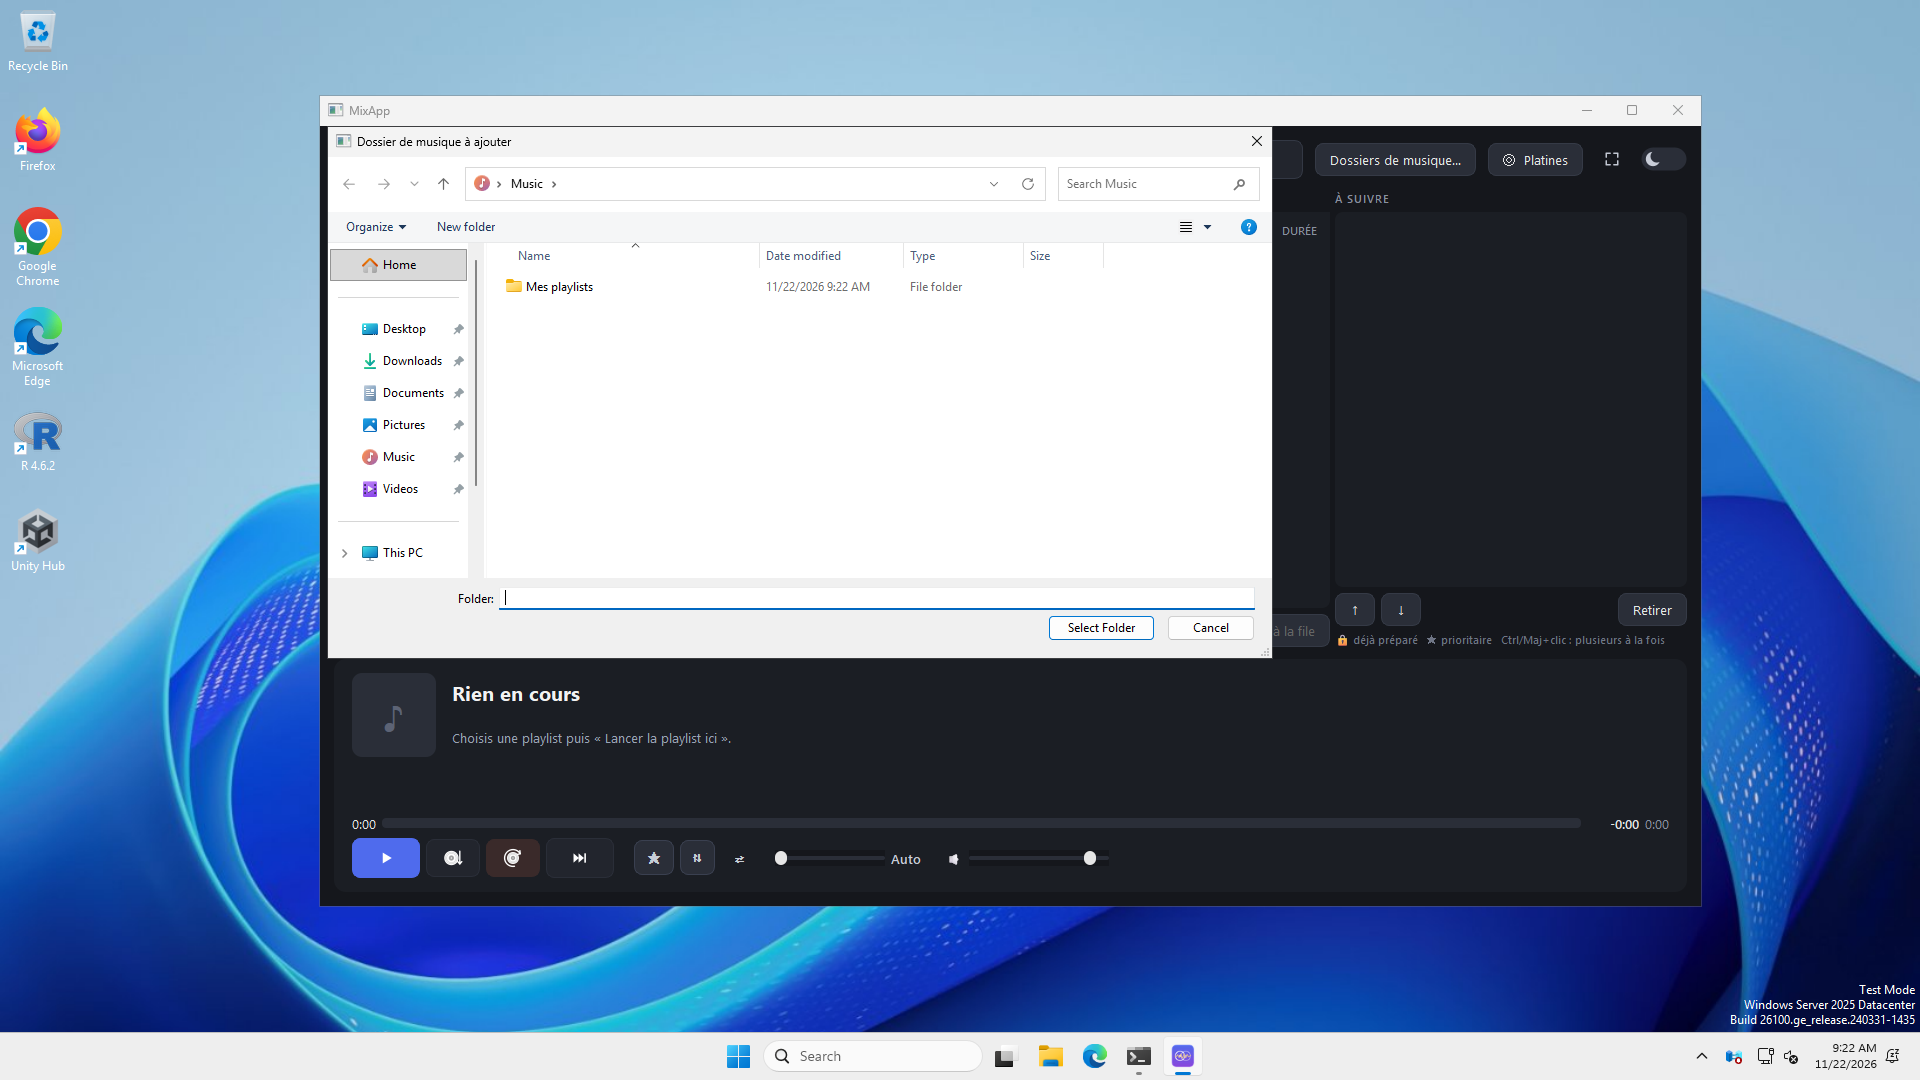 Recycle Bin
Firefox
Google
Chrome
Microsoft
Edge
R 4.6.2
Unity Hub
MixApp
Dossier de musique à ajouter
Music
Search Music
Organize
New folder
Home
Desktop
Downloads
Documents
Pictures
Music
Videos
This PC
Name
Date modified
Type
Size
Mes playlists
11/22/2026 9:22 AM
File folder
Folder:
Select Folder
Cancel
Dossiers de musique...
Platines
À SUIVRE
DURÉE
à la file
Retirer
déjà préparé
prioritaire
Ctrl/Maj+clic : plusieurs à la fois
Rien en cours
Choisis une playlist puis « Lancer la playlist ici ».
0:00
-0:00 0:00
Auto
Test Mode
Windows Server 2025 Datacenter
Build 26100.ge_release.240331-1435
Search
9:22 AM
11/22/2026